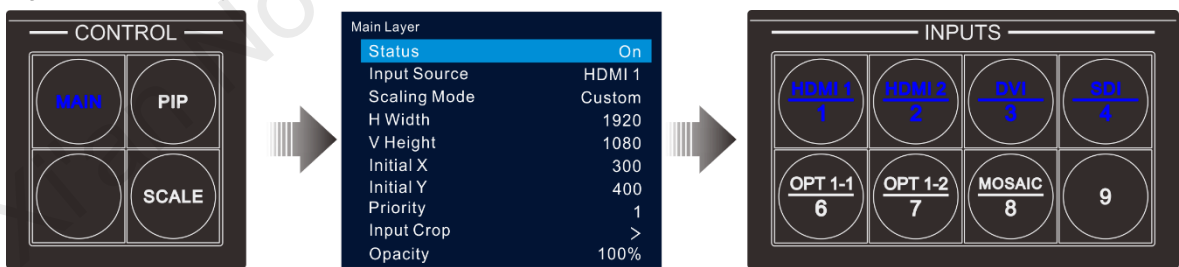 CONTROL
MAIN
PIP
SCALE
Main Layer
Status On
Input Source HDMI 1
Scaling Mode Custom
H Width 1920
V Height 1080
Initial X 300
Initial Y 400
Priority 1
Input Crop >
Opacity 100%
INPUTS
HDMI 1
1
HDMI 2
2
DVI
3
SDI
4
OPT 1-1
6
OPT 1-2
7
MOSAIC
8
9